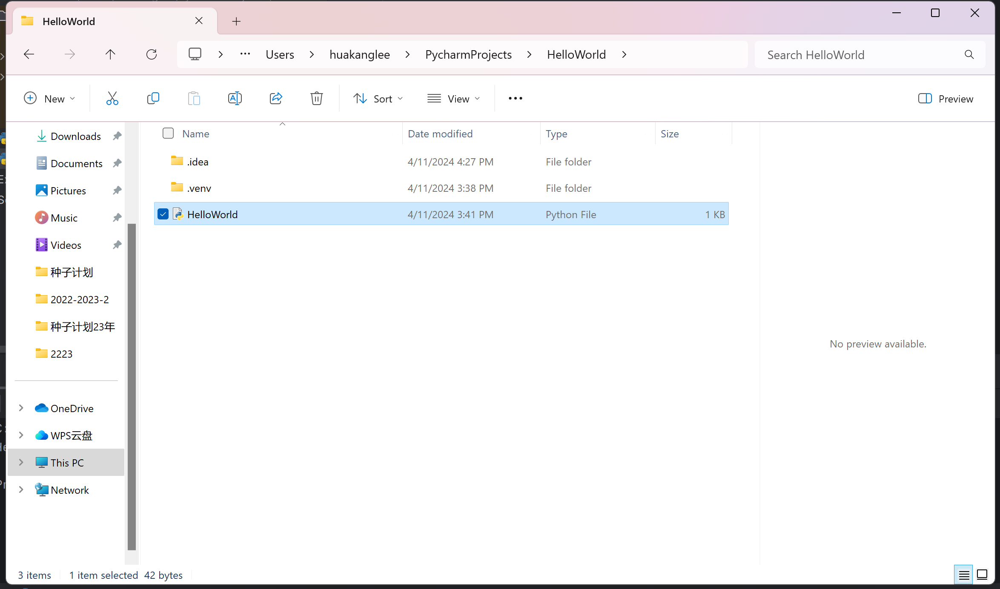 HelloWorld
Users > huakanglee > PycharmProjects > HelloWorld >
Search HelloWorld
New
Sort
View
Preview
Name Date modified Type Size
.idea 4/11/2024 4:27 PM File folder
.venv 4/11/2024 3:38 PM File folder
HelloWorld 4/11/2024 3:41 PM Python File 1 KB
Downloads
Documents
Pictures
Music
Videos
种子计划
2022-2023-2
种子计划23年
2223
OneDrive
WPS云盘
This PC
Network
No preview available.
3 items 1 item selected 42 bytes